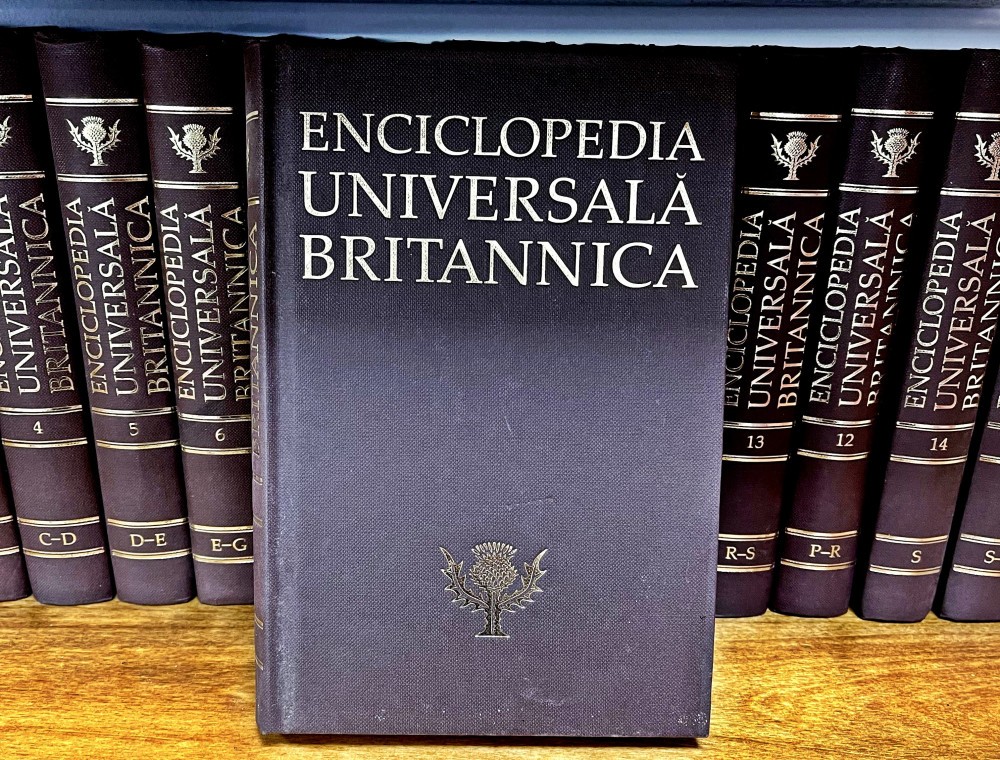 ENCICLOPEDIA
UNIVERSALĂ
BRITANNICA
UNIVERSALĂ
BRITANNICA
4
C–D
ENCICLOPEDIA
UNIVERSALĂ
BRITANNICA
5
D–E
ENCICLOPEDIA
UNIVERSALĂ
BRITANNICA
6
E–G
BRITANNICA
ENCICLOPEDIA
UNIVERSALĂ
BRITANNICA
13
R–S
ENCICLOPEDIA
UNIVERSALĂ
BRITANNICA
12
P–R
ENCICLOPEDIA
UNIVERSALĂ
BRITANNICA
14
S